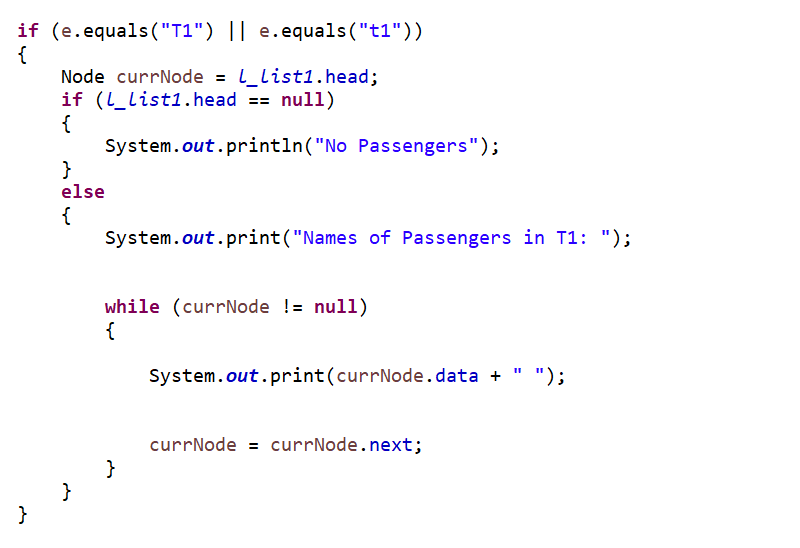 if (e.equals("T1") || e.equals("t1"))
{
    Node currNode = l_list1.head;
    if (l_list1.head == null)
    {
        System.out.println("No Passengers");
    }
    else
    {
        System.out.print("Names of Passengers in T1: ");
        while (currNode != null)
        {
            System.out.print(currNode.data + " ");
            currNode = currNode.next;
        }
    }
}